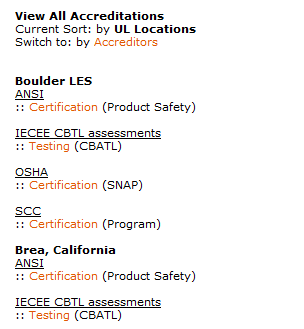 View All Accreditations
Current Sort: by UL Locations
Switch to: by Accreditors
Boulder LES
ANSI
:: Certification (Product Safety)
IECEE CBTL assessments
:: Testing (CBATL)
OSHA
:: Certification (SNAP)
SCC
:: Certification (Program)
Brea, California
ANSI
:: Certification (Product Safety)
IECEE CBTL assessments
:: Testing (CBATL)